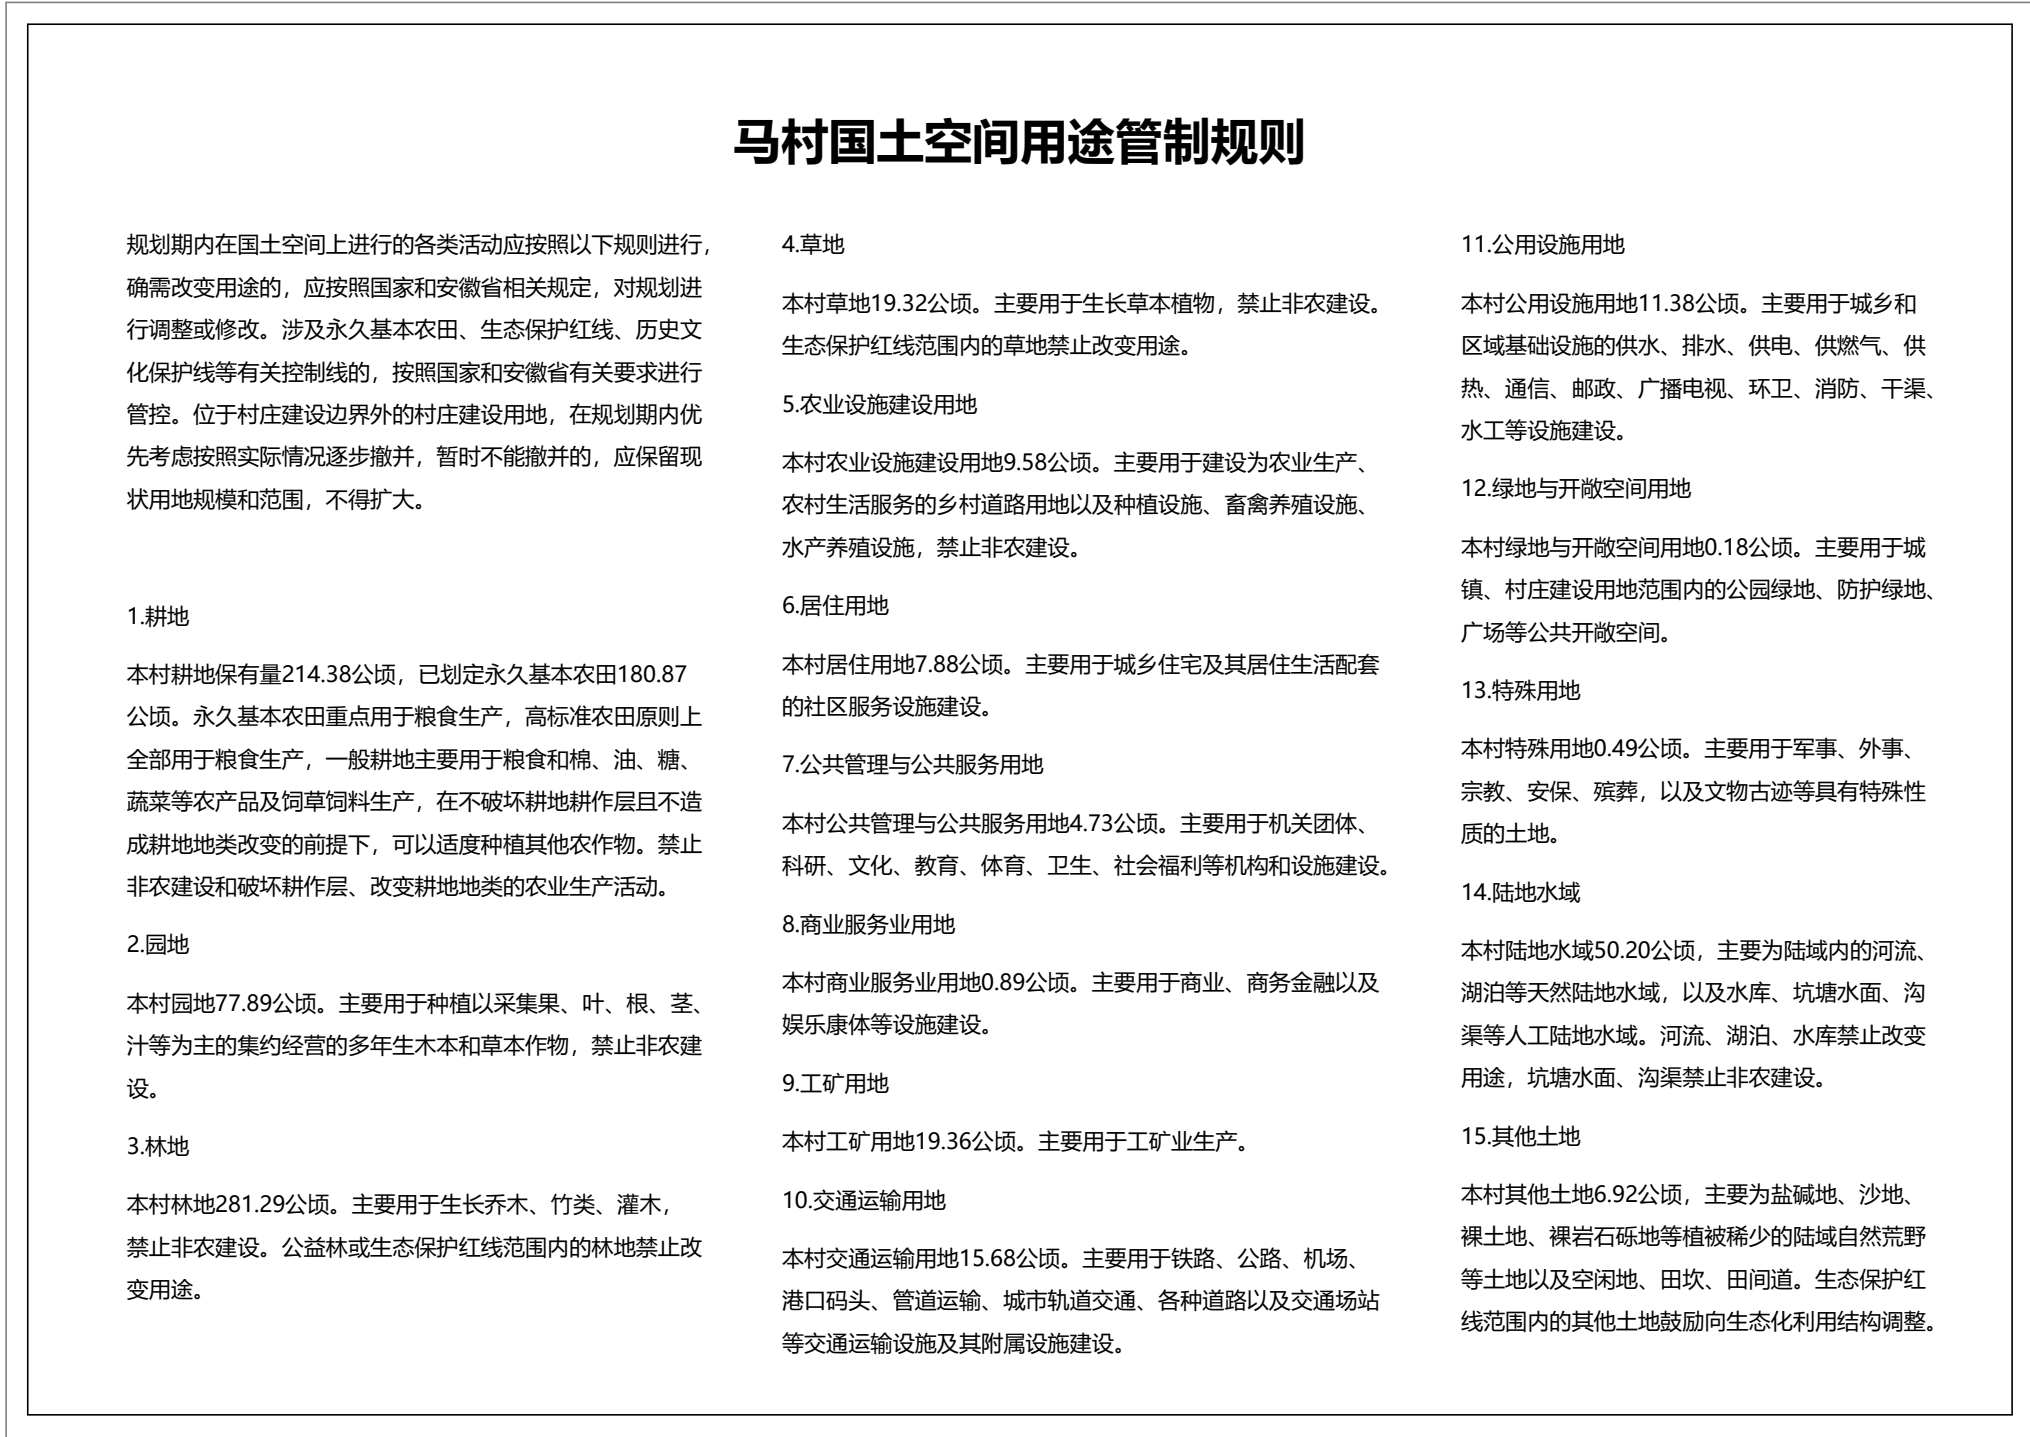 马村国土空间用途管制规则
规划期内在国土空间上进行的各类活动应按照以下规则进行，
确需改变用途的，应按照国家和安徽省相关规定，对规划进
行调整或修改。涉及永久基本农田、生态保护红线、历史文
化保护线等有关控制线的，按照国家和安徽省有关要求进行
管控。位于村庄建设边界外的村庄建设用地，在规划期内优
先考虑按照实际情况逐步撤并，暂时不能撤并的，应保留现
状用地规模和范围，不得扩大。
1.耕地
本村耕地保有量214.38公顷，已划定永久基本农田180.87
公顷。永久基本农田重点用于粮食生产，高标准农田原则上
全部用于粮食生产，一般耕地主要用于粮食和棉、油、糖、
蔬菜等农产品及饲草饲料生产，在不破坏耕地耕作层且不造
成耕地地类改变的前提下，可以适度种植其他农作物。禁止
非农建设和破坏耕作层、改变耕地地类的农业生产活动。
2.园地
本村园地77.89公顷。主要用于种植以采集果、叶、根、茎、
汁等为主的集约经营的多年生木本和草本作物，禁止非农建
设。
3.林地
本村林地281.29公顷。主要用于生长乔木、竹类、灌木，
禁止非农建设。公益林或生态保护红线范围内的林地禁止改
变用途。
4.草地
本村草地19.32公顷。主要用于生长草本植物，禁止非农建设。
生态保护红线范围内的草地禁止改变用途。
5.农业设施建设用地
本村农业设施建设用地9.58公顷。主要用于建设为农业生产、
农村生活服务的乡村道路用地以及种植设施、畜禽养殖设施、
水产养殖设施，禁止非农建设。
6.居住用地
本村居住用地7.88公顷。主要用于城乡住宅及其居住生活配套
的社区服务设施建设。
7.公共管理与公共服务用地
本村公共管理与公共服务用地4.73公顷。主要用于机关团体、
科研、文化、教育、体育、卫生、社会福利等机构和设施建设。
8.商业服务业用地
本村商业服务业用地0.89公顷。主要用于商业、商务金融以及
娱乐康体等设施建设。
9.工矿用地
本村工矿用地19.36公顷。主要用于工矿业生产。
10.交通运输用地
本村交通运输用地15.68公顷。主要用于铁路、公路、机场、
港口码头、管道运输、城市轨道交通、各种道路以及交通场站
等交通运输设施及其附属设施建设。
11.公用设施用地
本村公用设施用地11.38公顷。主要用于城乡和
区域基础设施的供水、排水、供电、供燃气、供
热、通信、邮政、广播电视、环卫、消防、干渠、
水工等设施建设。
12.绿地与开敞空间用地
本村绿地与开敞空间用地0.18公顷。主要用于城
镇、村庄建设用地范围内的公园绿地、防护绿地、
广场等公共开敞空间。
13.特殊用地
本村特殊用地0.49公顷。主要用于军事、外事、
宗教、安保、殡葬，以及文物古迹等具有特殊性
质的土地。
14.陆地水域
本村陆地水域50.20公顷，主要为陆域内的河流、
湖泊等天然陆地水域，以及水库、坑塘水面、沟
渠等人工陆地水域。河流、湖泊、水库禁止改变
用途，坑塘水面、沟渠禁止非农建设。
15.其他土地
本村其他土地6.92公顷，主要为盐碱地、沙地、
裸土地、裸岩石砾地等植被稀少的陆域自然荒野
等土地以及空闲地、田坎、田间道。生态保护红
线范围内的其他土地鼓励向生态化利用结构调整。